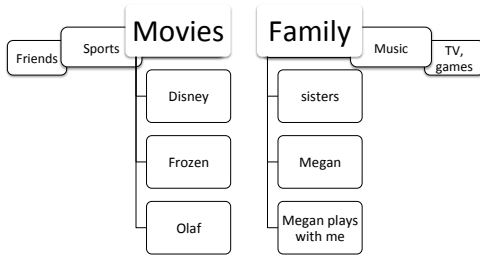 Movies
Family
Friends
Sports
Music
TV,
games
Disney
sisters
Frozen
Megan
Olaf
Megan plays
with me